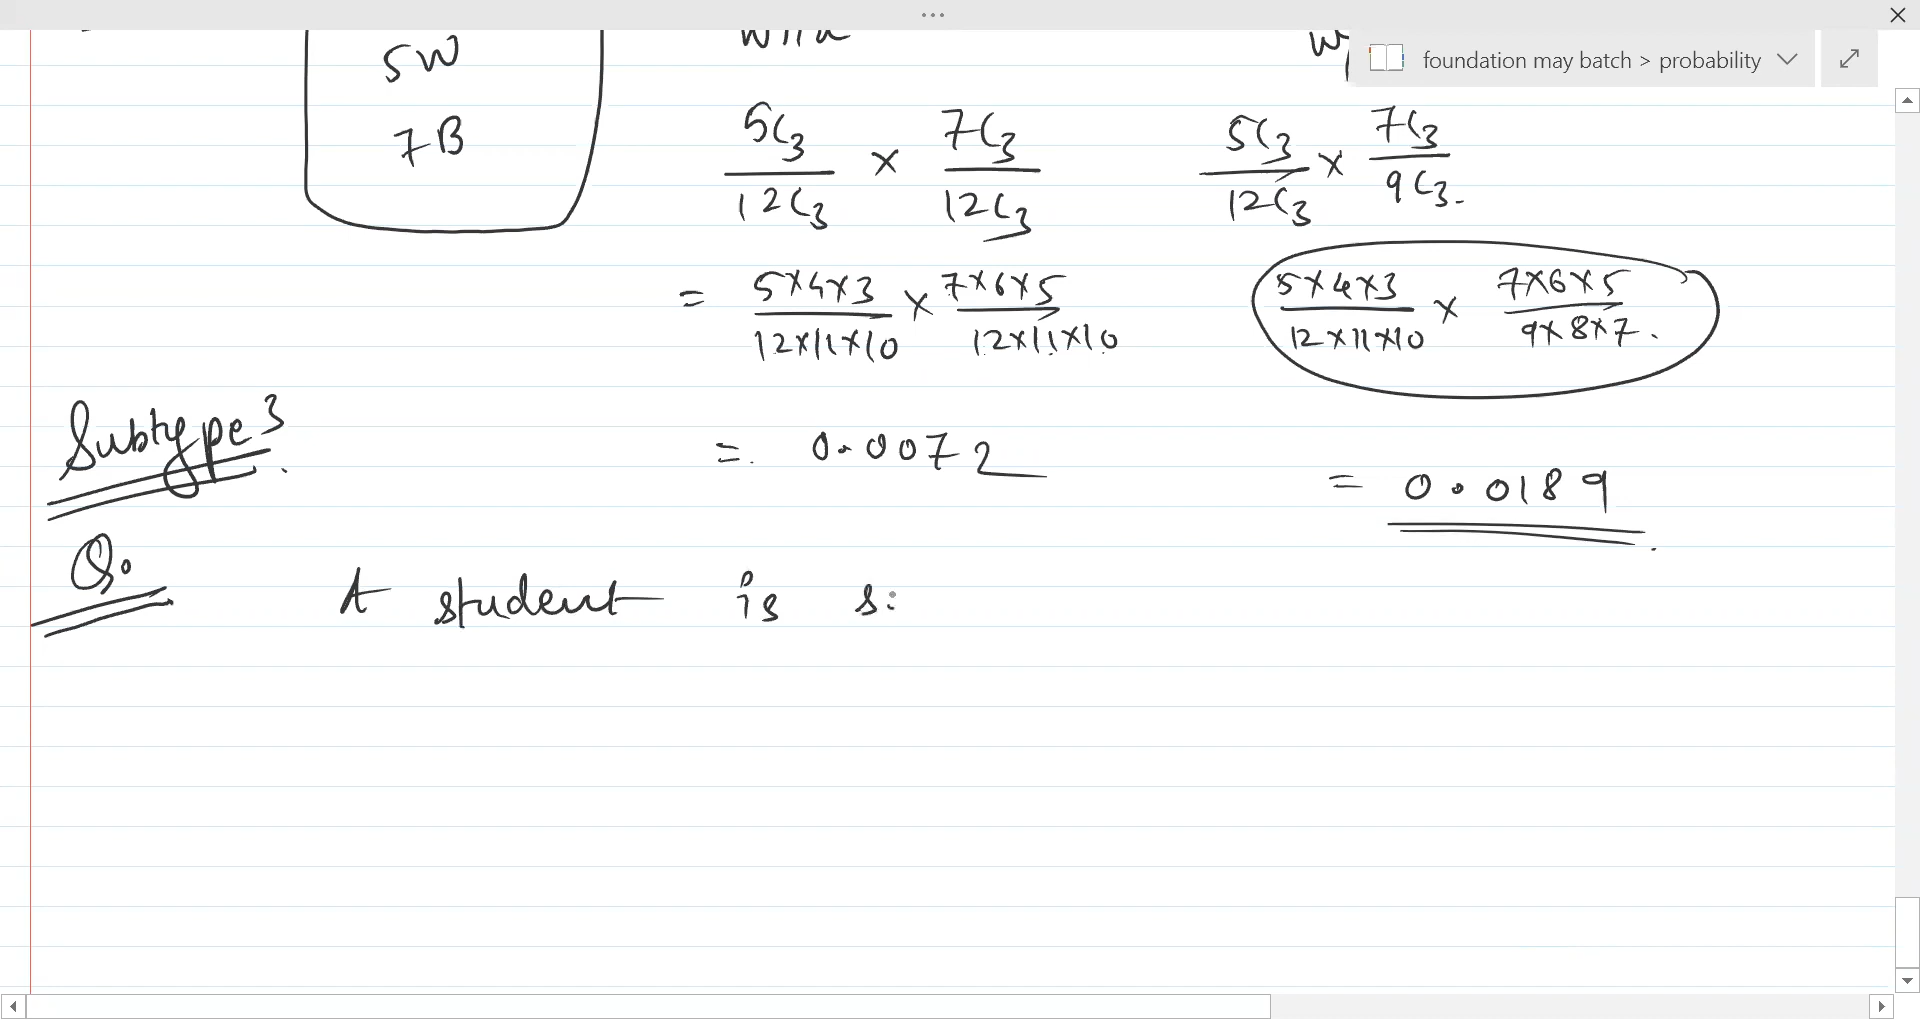 foundation may batch > probability
5W
7B
5C3/12C3 × 7C3/12C3
5C3/12C3 × 7C3/9C3.
= 5×4×3/12×11×10 × 7×6×5/12×11×10
5×4×3/12×11×10 × 7×6×5/9×8×7.
Subtype 3
= 0.0072
= 0.0189
Q.
A student is